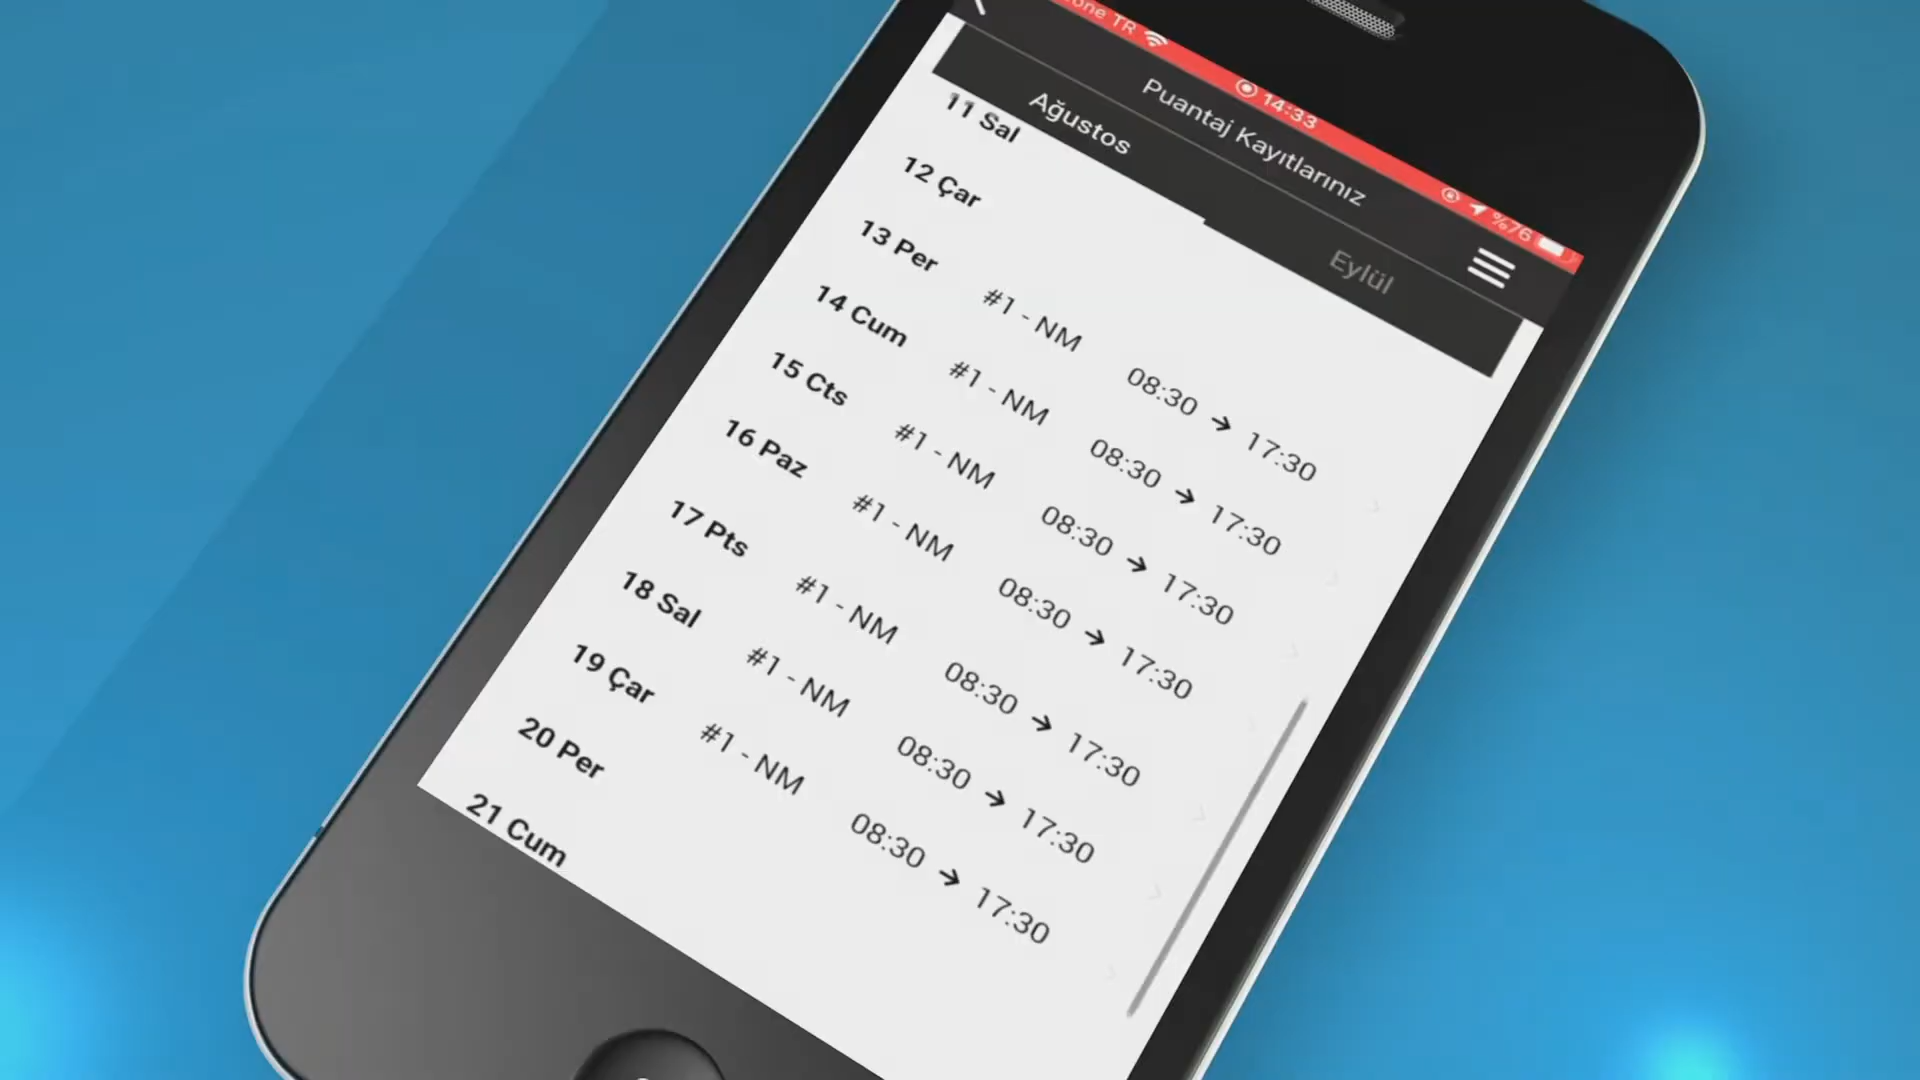 one TR 14:33 %76
Puantaj Kayıtlarınız
Ağustos Eylül
11 Sal
12 Çar
13 Per #1 - NM 08:30 → 17:30
14 Cum #1 - NM 08:30 → 17:30
15 Cts #1 - NM 08:30 → 17:30
16 Paz #1 - NM 08:30 → 17:30
17 Pts #1 - NM 08:30 → 17:30
18 Sal #1 - NM 08:30 → 17:30
19 Çar #1 - NM 08:30 → 17:30
20 Per
21 Cum